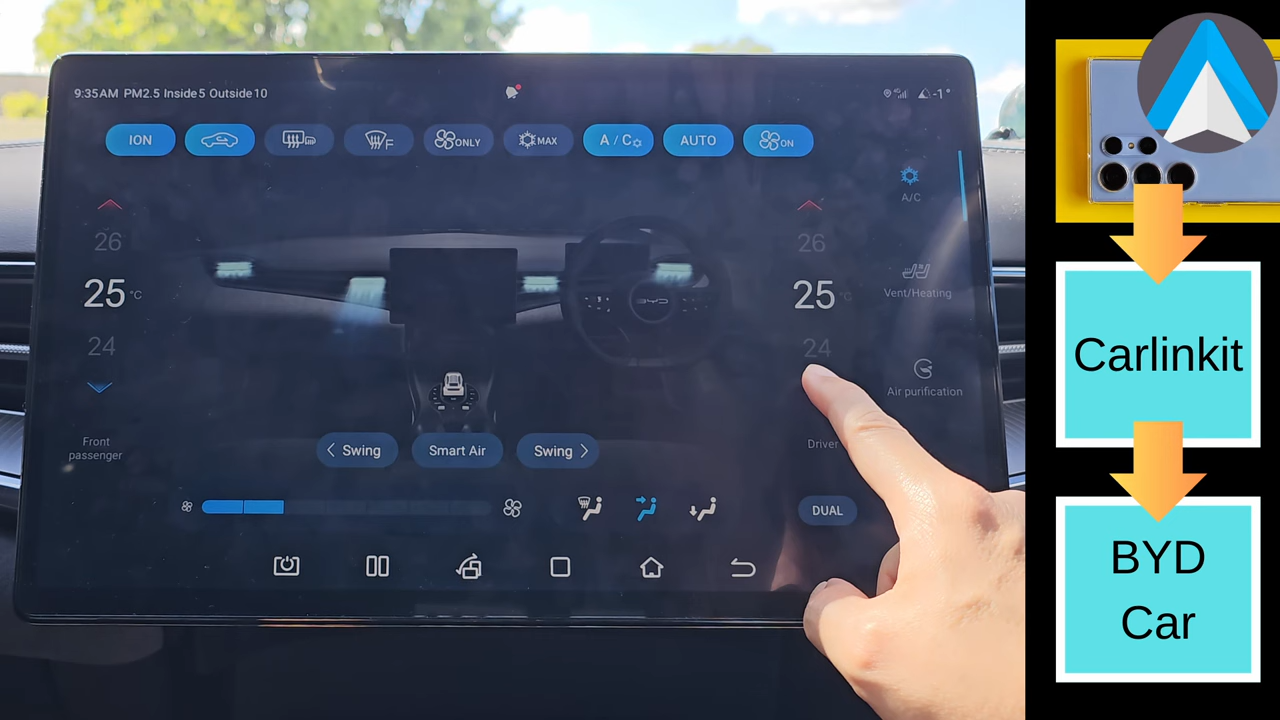 9:35AM PM2.5 Inside5 Outside10
-1°
ION
F
ONLY
MAX
A / C
AUTO
ON
26
25 °C
24
Front
passenger
26
25 °C
24
Driver
A/C
Vent/Heating
Air purification
BYD
Swing
Smart Air
Swing
DUAL
Carlinkit
BYD
Car